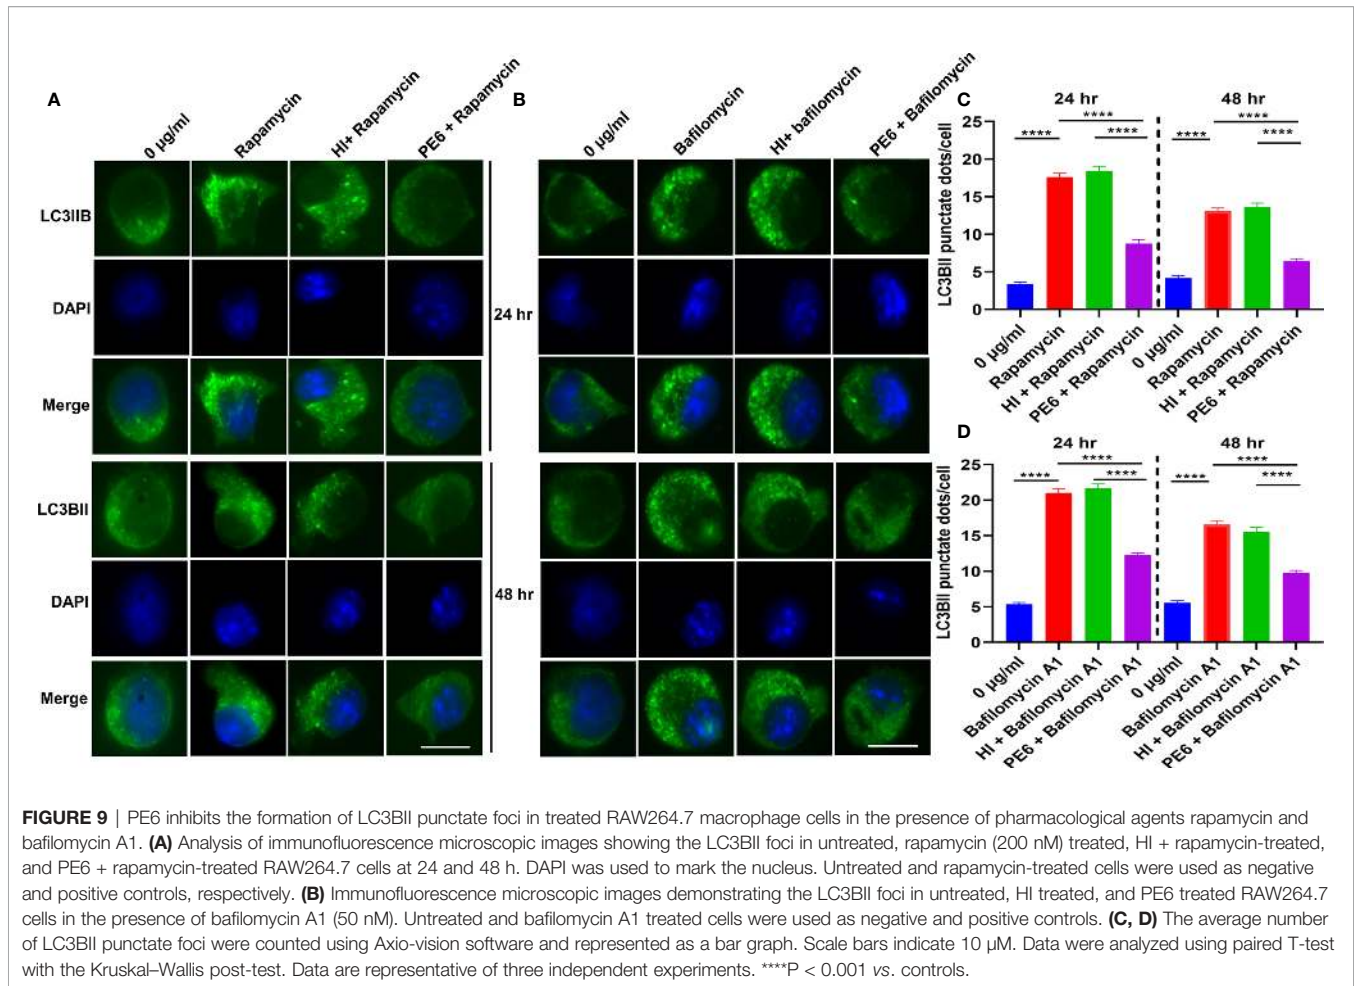 A
0 µg/ml
Rapamycin
HI+ Rapamycin
PE6 + Rapamycin
LC3IIB
DAPI
Merge
24 hr
LC3BII
DAPI
Merge
48 hr
B
0 µg/ml
Bafilomycin
HI+ bafilomycin
PE6 + Bafilomycin
C
24 hr
48 hr
**** **** **** **** **** ****
LC3BII punctate dots/cell
25
20
15
10
5
0
0 µg/ml
Rapamycin
HI + Rapamycin
PE6 + Rapamycin
0 µg/ml
Rapamycin
HI + Rapamycin
PE6 + Rapamycin
D
24 hr
48 hr
**** **** **** **** **** ****
LC3BII punctate dots/cell
25
20
15
10
5
0
0 µg/ml
Bafilomycin A1
HI + Bafilomycin A1
PE6 + Bafilomycin A1
0 µg/ml
Bafilomycin A1
HI + Bafilomycin A1
PE6 + Bafilomycin A1
FIGURE 9 | PE6 inhibits the formation of LC3BII punctate foci in treated RAW264.7 macrophage cells in the presence of pharmacological agents rapamycin and
bafilomycin A1. (A) Analysis of immunofluorescence microscopic images showing the LC3BII foci in untreated, rapamycin (200 nM) treated, HI + rapamycin-treated,
and PE6 + rapamycin-treated RAW264.7 cells at 24 and 48 h. DAPI was used to mark the nucleus. Untreated and rapamycin-treated cells were used as negative
and positive controls, respectively. (B) Immunofluorescence microscopic images demonstrating the LC3BII foci in untreated, HI treated, and PE6 treated RAW264.7
cells in the presence of bafilomycin A1 (50 nM). Untreated and bafilomycin A1 treated cells were used as negative and positive controls. (C, D) The average number
of LC3BII punctate foci were counted using Axio-vision software and represented as a bar graph. Scale bars indicate 10 µM. Data were analyzed using paired T-test
with the Kruskal–Wallis post-test. Data are representative of three independent experiments. ****P < 0.001 vs. controls.